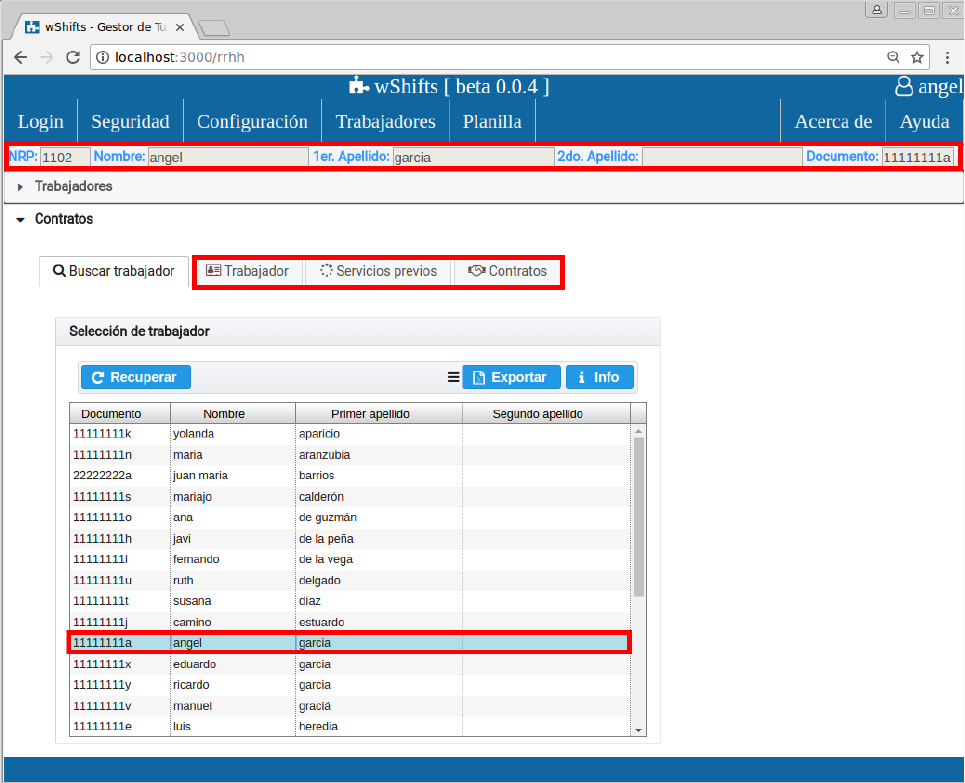 wShifts - Gestor de Tu
localhost:3000/rrhh
wShifts [ beta 0.0.4 ]
angel
Login Seguridad Configuración Trabajadores Planilla Acerca de Ayuda
NRP: 1102 Nombre: angel 1er. Apellido: garcia 2do. Apellido: Documento: 11111111a
Trabajadores
Contratos
Buscar trabajador Trabajador Servicios previos Contratos
Selección de trabajador
Recuperar Exportar Info
Documento Nombre Primer apellido Segundo apellido
11111111k yolanda aparicio
11111111n maria aranzubia
22222222a juan maria barrios
11111111s mariajo calderón
11111111o ana de guzmán
11111111h javi de la peña
11111111l fernando de la vega
11111111u ruth delgado
11111111t susana díaz
11111111j camino estuardo
11111111a angel garcia
11111111x eduardo garcia
11111111y ricardo garcia
11111111v manuel graciá
11111111e luis heredia